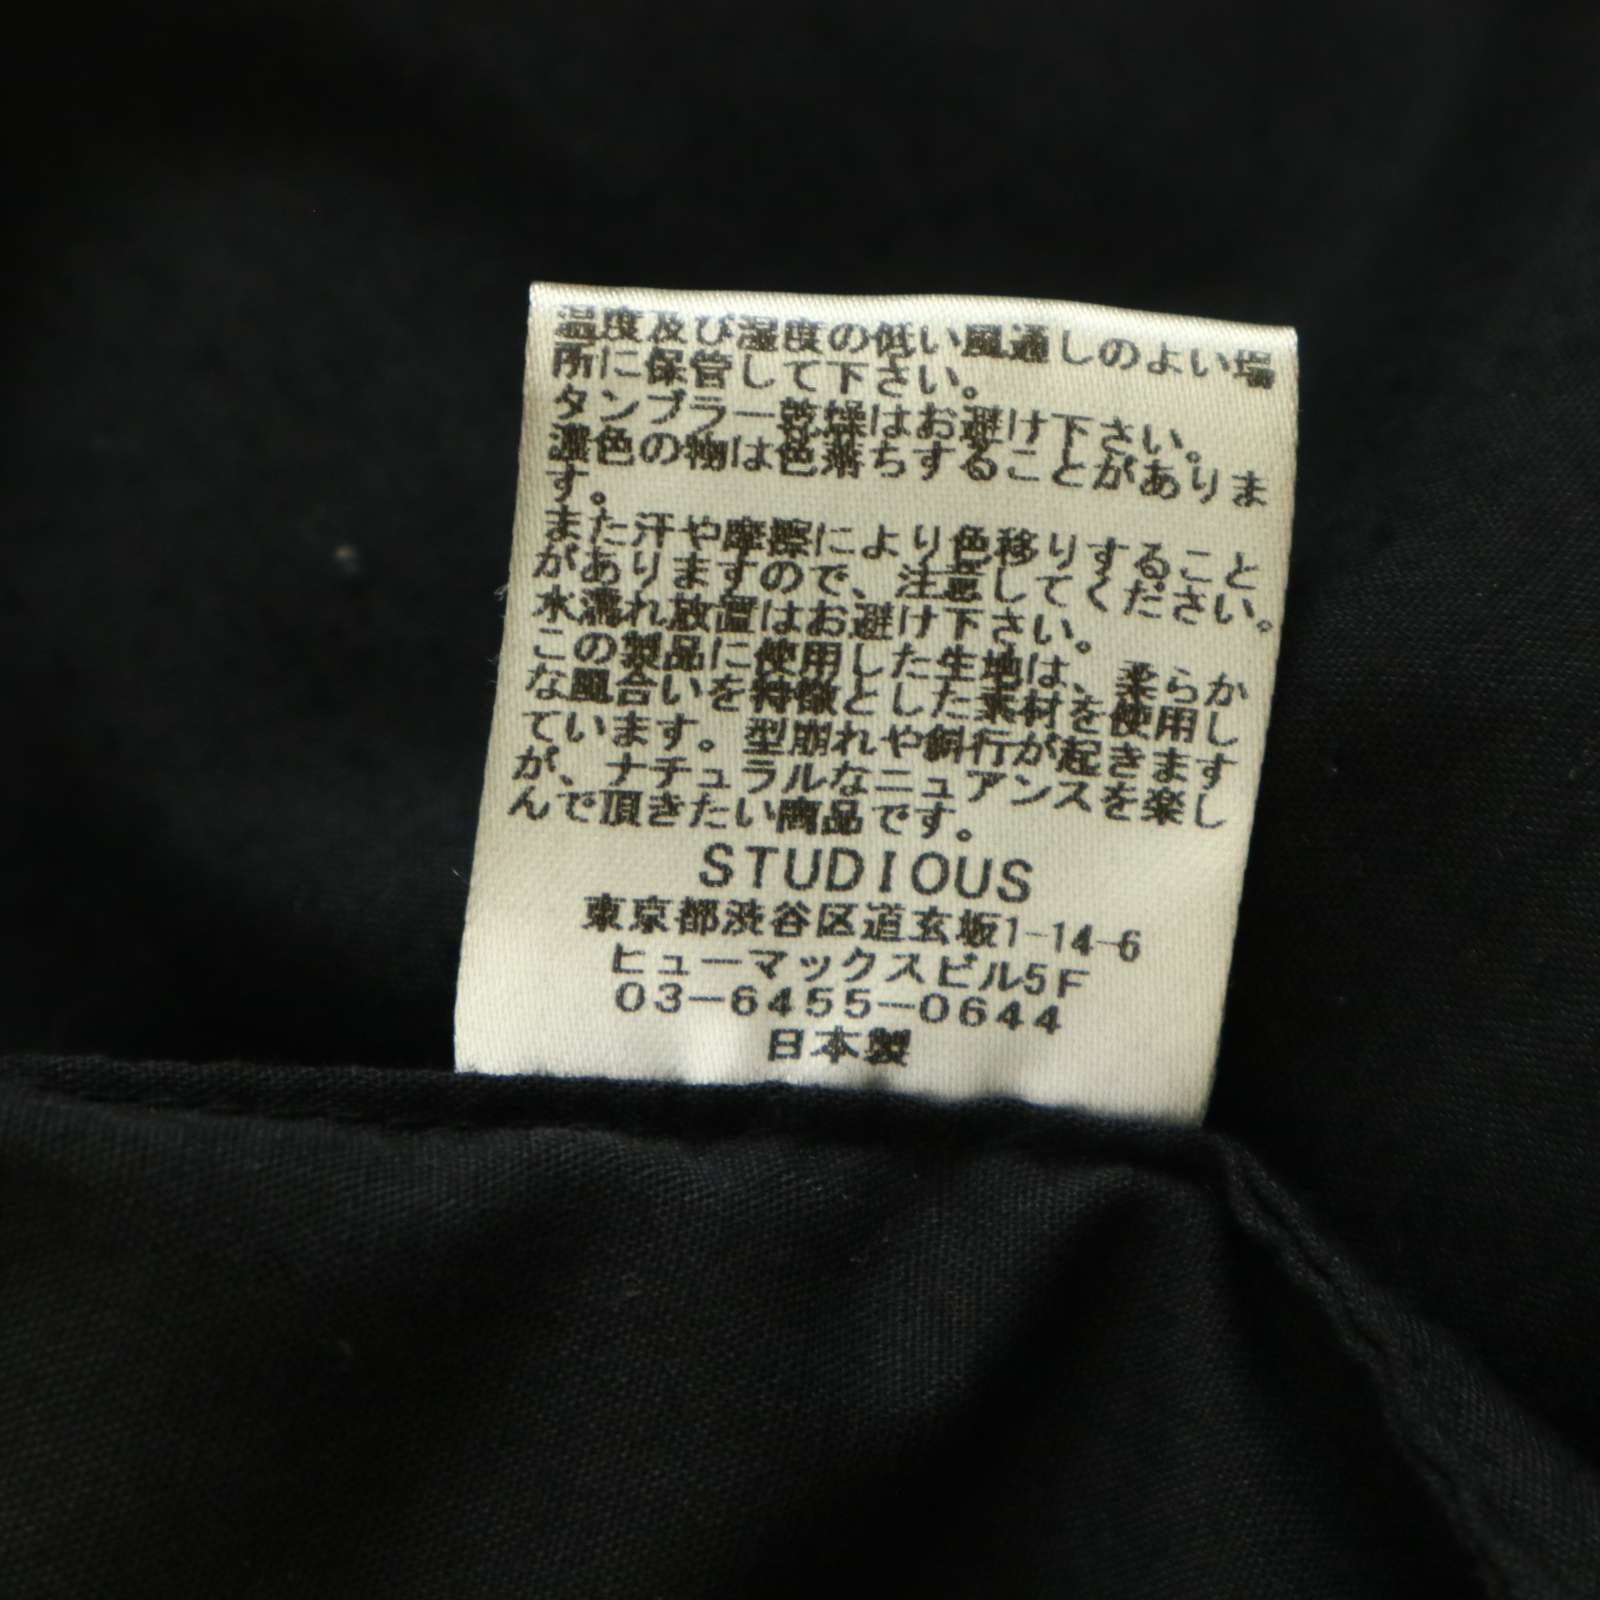 温度及び湿度の低い風通しのよい場
所に保管して下さい。
タンブラー乾燥はお避け下さい。
濃色の物は色落ちすることがありま
す。
また汗や摩擦により色移りすること
がありますので、注意してください。
水濡れ放置はお避け下さい。
この製品に使用した生地は、柔らか
な風合いを特徴とした素材を使用し
ています。型崩れや斜行が起きます
が、ナチュラルなニュアンスを楽し
んで頂きたい商品です。
STUDIOUS
東京都渋谷区道玄坂1-14-6
ヒューマックスビル5F
03-6455-0644
日本製